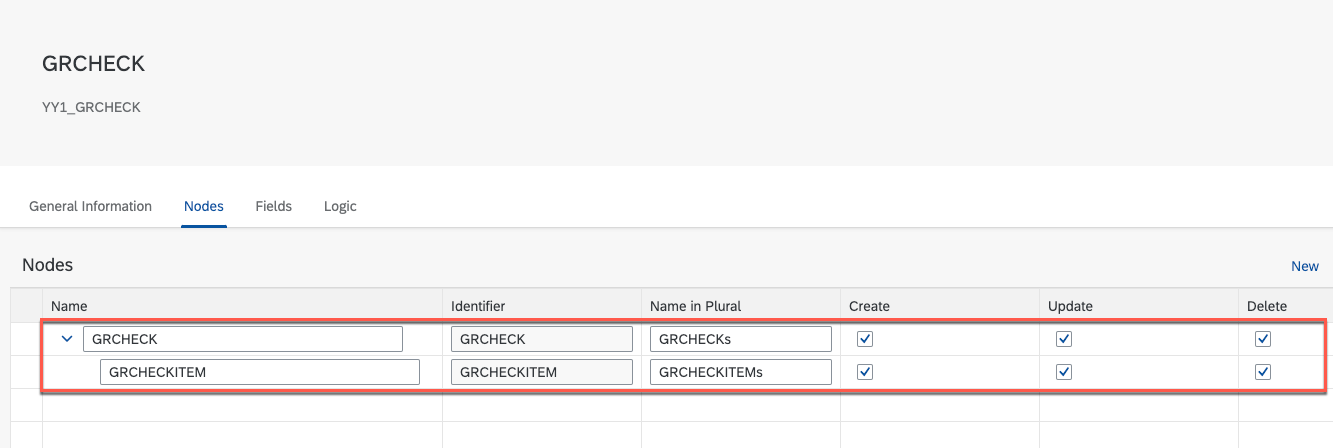 GRCHECK
YY1_GRCHECK
General Information Nodes Fields Logic
Nodes New
Name Identifier Name in Plural Create Update Delete
GRCHECK GRCHECK GRCHECKs
GRCHECKITEM GRCHECKITEM GRCHECKITEMs